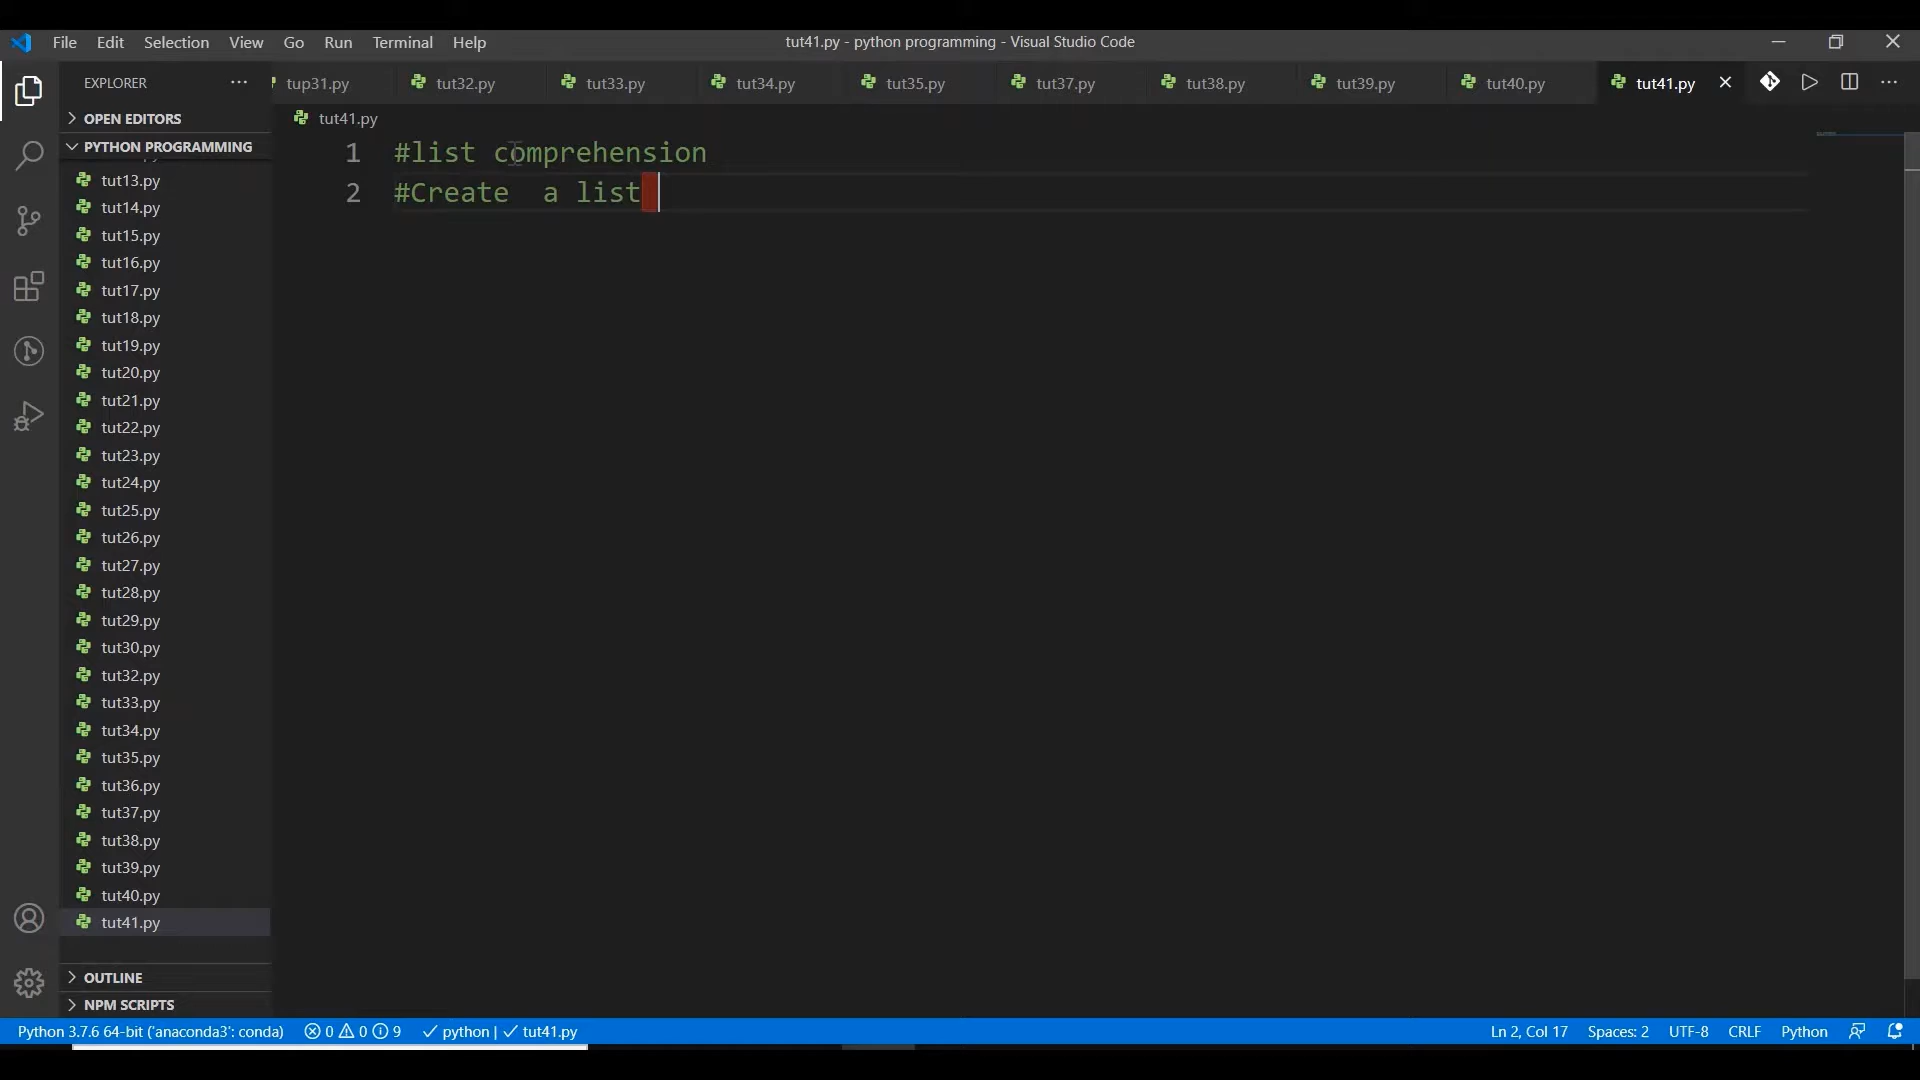 File Edit Selection View Go Run Terminal Help
tut41.py - python programming - Visual Studio Code
EXPLORER
tup31.py tut32.py tut33.py tut34.py tut35.py tut37.py tut38.py tut39.py tut40.py tut41.py
OPEN EDITORS
PYTHON PROGRAMMING
tut13.py
tut14.py
tut15.py
tut16.py
tut17.py
tut18.py
tut19.py
tut20.py
tut21.py
tut22.py
tut23.py
tut24.py
tut25.py
tut26.py
tut27.py
tut28.py
tut29.py
tut30.py
tut32.py
tut33.py
tut34.py
tut35.py
tut36.py
tut37.py
tut38.py
tut39.py
tut40.py
tut41.py
OUTLINE
NPM SCRIPTS
tut41.py
1 #list comprehension
2 #Create  a list
Python 3.7.6 64-bit ('anaconda3': conda) 0 0 9 python | tut41.py Ln 2, Col 17 Spaces: 2 UTF-8 CRLF Python